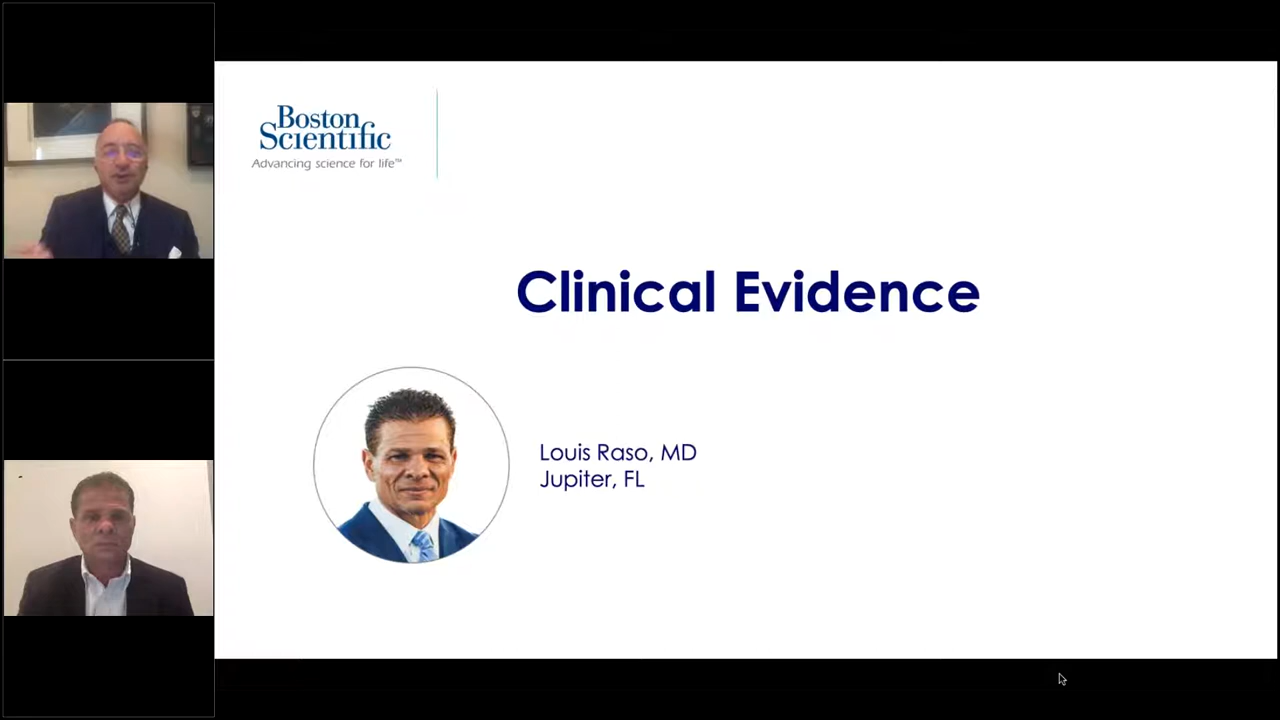 Boston
Scientific
Advancing science for life™
Clinical Evidence
Louis Raso, MD
Jupiter, FL